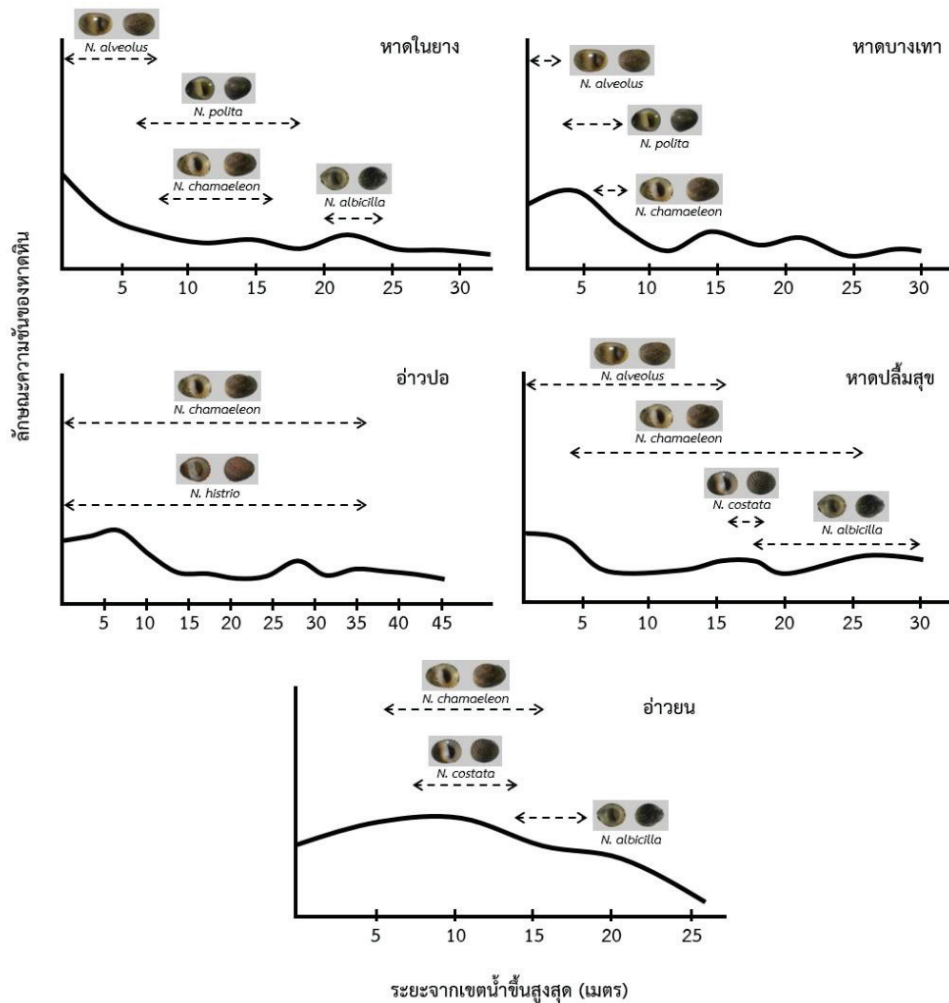 หาดในยาง
N. alveolus
N. polita
N. chamaeleon
N. albicilla
5 10 15 20 25 30
หาดบางเทา
N. alveolus
N. polita
N. chamaeleon
5 10 15 20 25 30
ลักษณะความชันของหาดหิน
อ่าวปอ
N. chamaeleon
N. histrio
5 10 15 20 25 30 35 40 45
หาดปลื้มสุข
N. alveolus
N. chamaeleon
N. costata
N. albicilla
5 10 15 20 25 30
อ่าวยน
N. chamaeleon
N. costata
N. albicilla
5 10 15 20 25
ระยะจากเขตน้ำขึ้นสูงสุด (เมตร)